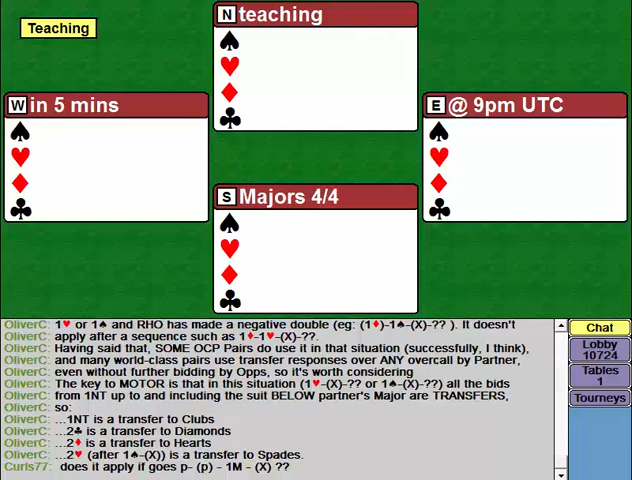 Teaching
N teaching
♠
♥
♦
♣
W in 5 mins
♠
♥
♦
♣
E @ 9pm UTC
♠
♥
♦
♣
S Majors 4/4
♠
♥
♦
♣
OliverC: 1♥ or 1♠ and RHO has made a negative double (eg: (1♦)-1♠-(X)-?? ). It doesn't
OliverC: apply after a sequence such as 1♦-1♥-(X)-??.
OliverC: Having said that, SOME OCP Pairs do use it in that situation (successfully, I think),
OliverC: and many world-class pairs use transfer responses over ANY overcall by Partner,
OliverC: even without further bidding by Opps, so it's worth considering
OliverC: The key to MOTOR is that in this situation (1♥-(X)-?? or 1♠-(X)-??) all the bids
OliverC: from 1NT up to and including the suit BELOW partner's Major are TRANSFERS,
OliverC: so:
OliverC: ...1NT is a transfer to Clubs
OliverC: ...2♣ is a transfer to Diamonds
OliverC: ...2♦ is a transfer to Hearts
OliverC: ...2♥ (after 1♠-(X)) is a transfer to Spades.
Curls77: does it apply if goes p- (p) - 1M - (X) ??
Chat
Lobby
10724
Tables
1
Tourneys